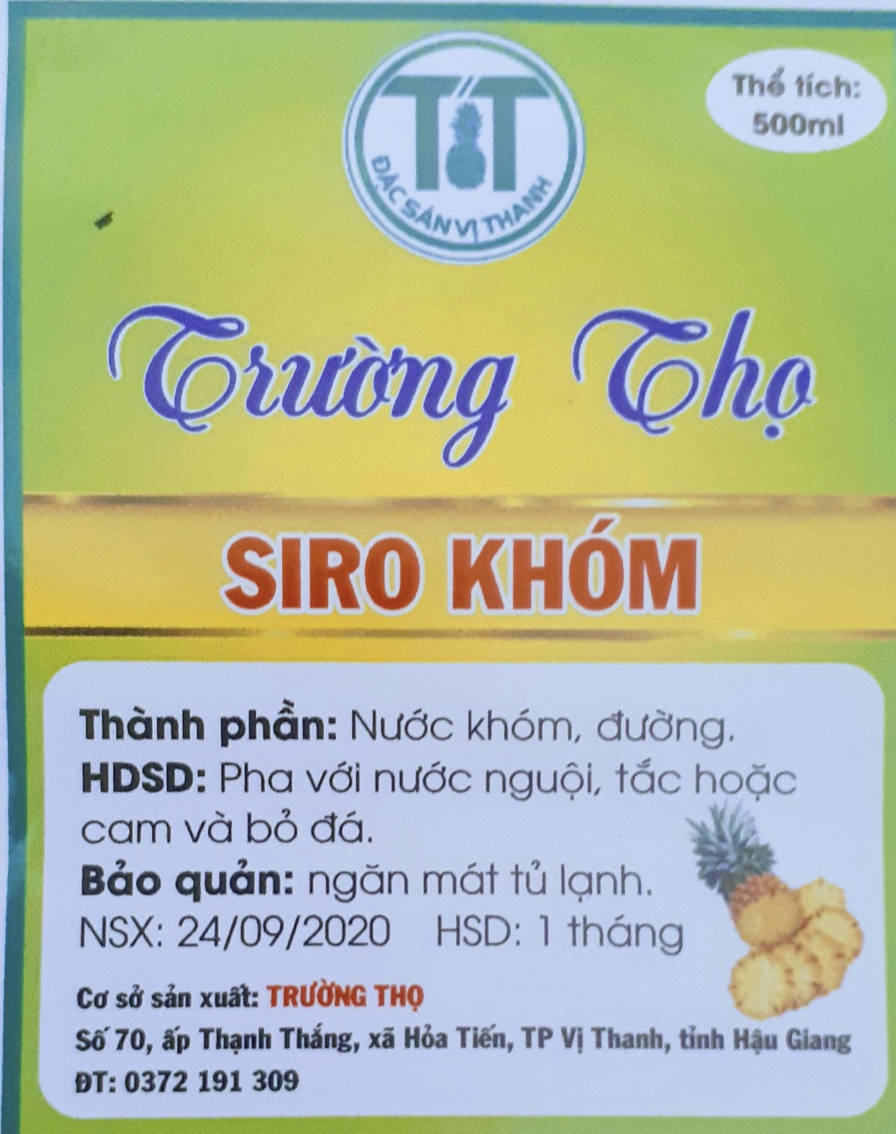 TT
ĐẶC SẢN VỊ THANH
Thể tích:
500ml
Trường Thọ
SIRO KHÓM
Thành phần: Nước khóm, đường.
HDSD: Pha với nước nguội, tắc hoặc
cam và bỏ đá.
Bảo quản: ngăn mát tủ lạnh.
NSX: 24/09/2020 HSD: 1 tháng
Cơ sở sản xuất: TRƯỜNG THỌ
Số 70, ấp Thạnh Thắng, xã Hỏa Tiến, TP Vị Thanh, tỉnh Hậu Giang
ĐT: 0372 191 309